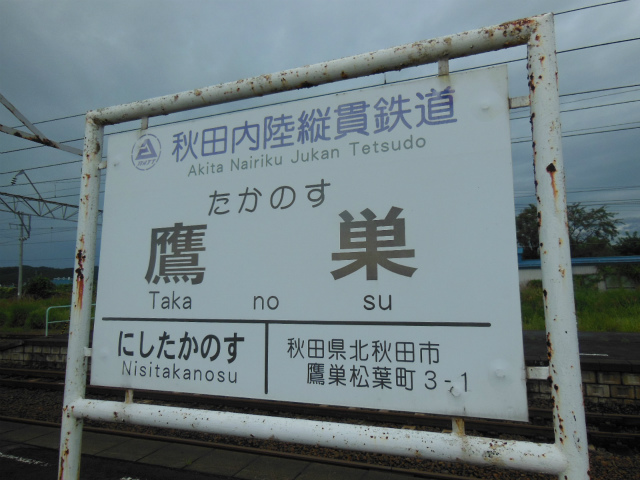 秋田内陸縦貫鉄道
Akita Nairiku Jukan Tetsudo
たかのす
鷹 巣
Taka no su
にしたかのす
Nisitakanosu
秋田県北秋田市
鷹巣松葉町3-1